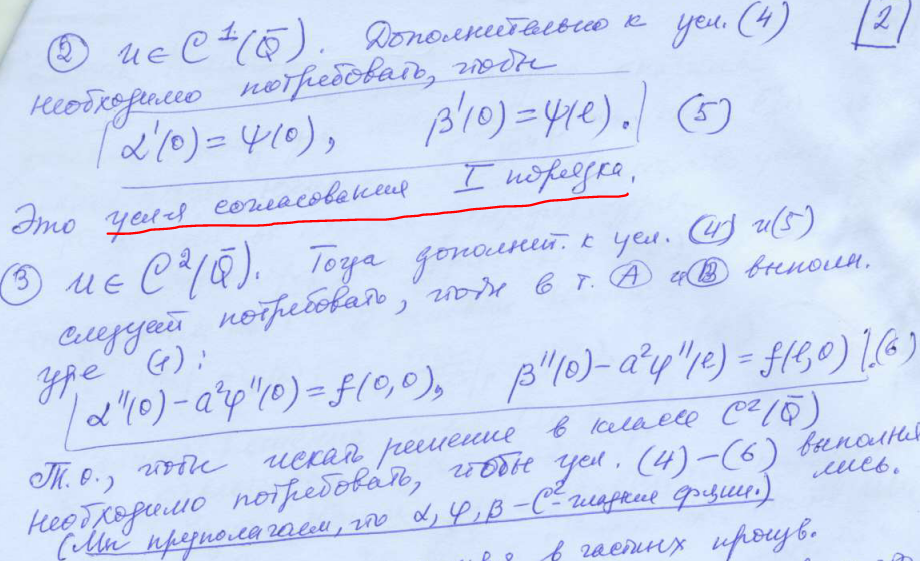 ② u ∈ C¹(Q̄). Дополнительно к усл. (4) 2
необходимо потребовать, чтобы
α'(0) = ψ(0), β'(0) = ψ(l). (5)
Это усл-я согласования I порядка.
③ u ∈ C²(Q̄). Тогда дополнит. к усл. (4) и (5)
следует потребовать, чтобы в т. A и B выполн.
ур-е (1):
α''(0) – a²φ''(0) = f(0,0), β''(0) – a²φ''(l) = f(l,0). (6)
Т.о., чтобы искать решение в классе C²(Q̄)
необходимо потребовать, чтобы усл. (4)–(6) выполнялись.
(Мы предполагаем, что α, φ, β – C²-гладкие ф-ции.)
в частных произв.